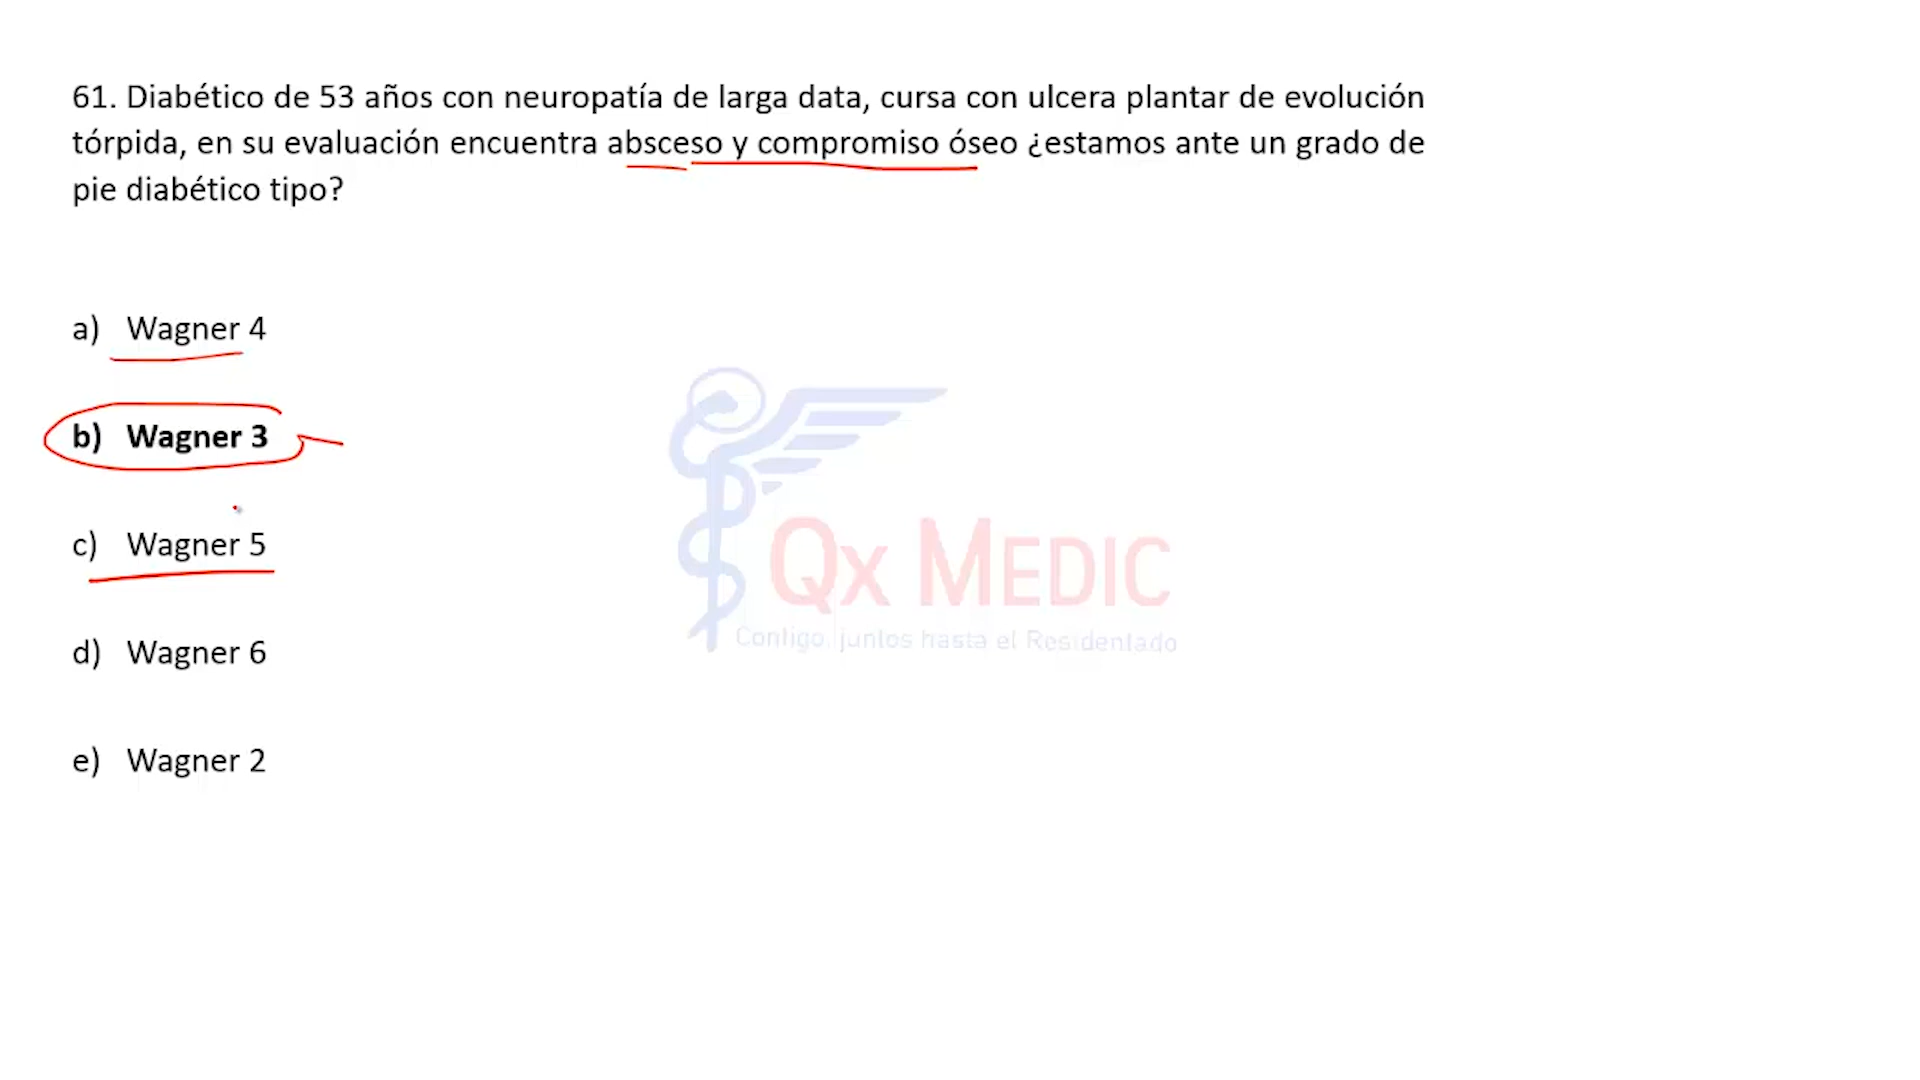 61. Diabético de 53 años con neuropatía de larga data, cursa con ulcera plantar de evolución
tórpida, en su evaluación encuentra absceso y compromiso óseo ¿estamos ante un grado de
pie diabético tipo?
a) Wagner 4
b) Wagner 3
c) Wagner 5
d) Wagner 6
e) Wagner 2
Qx MEDIC
Contigo, juntos hasta el Residentado